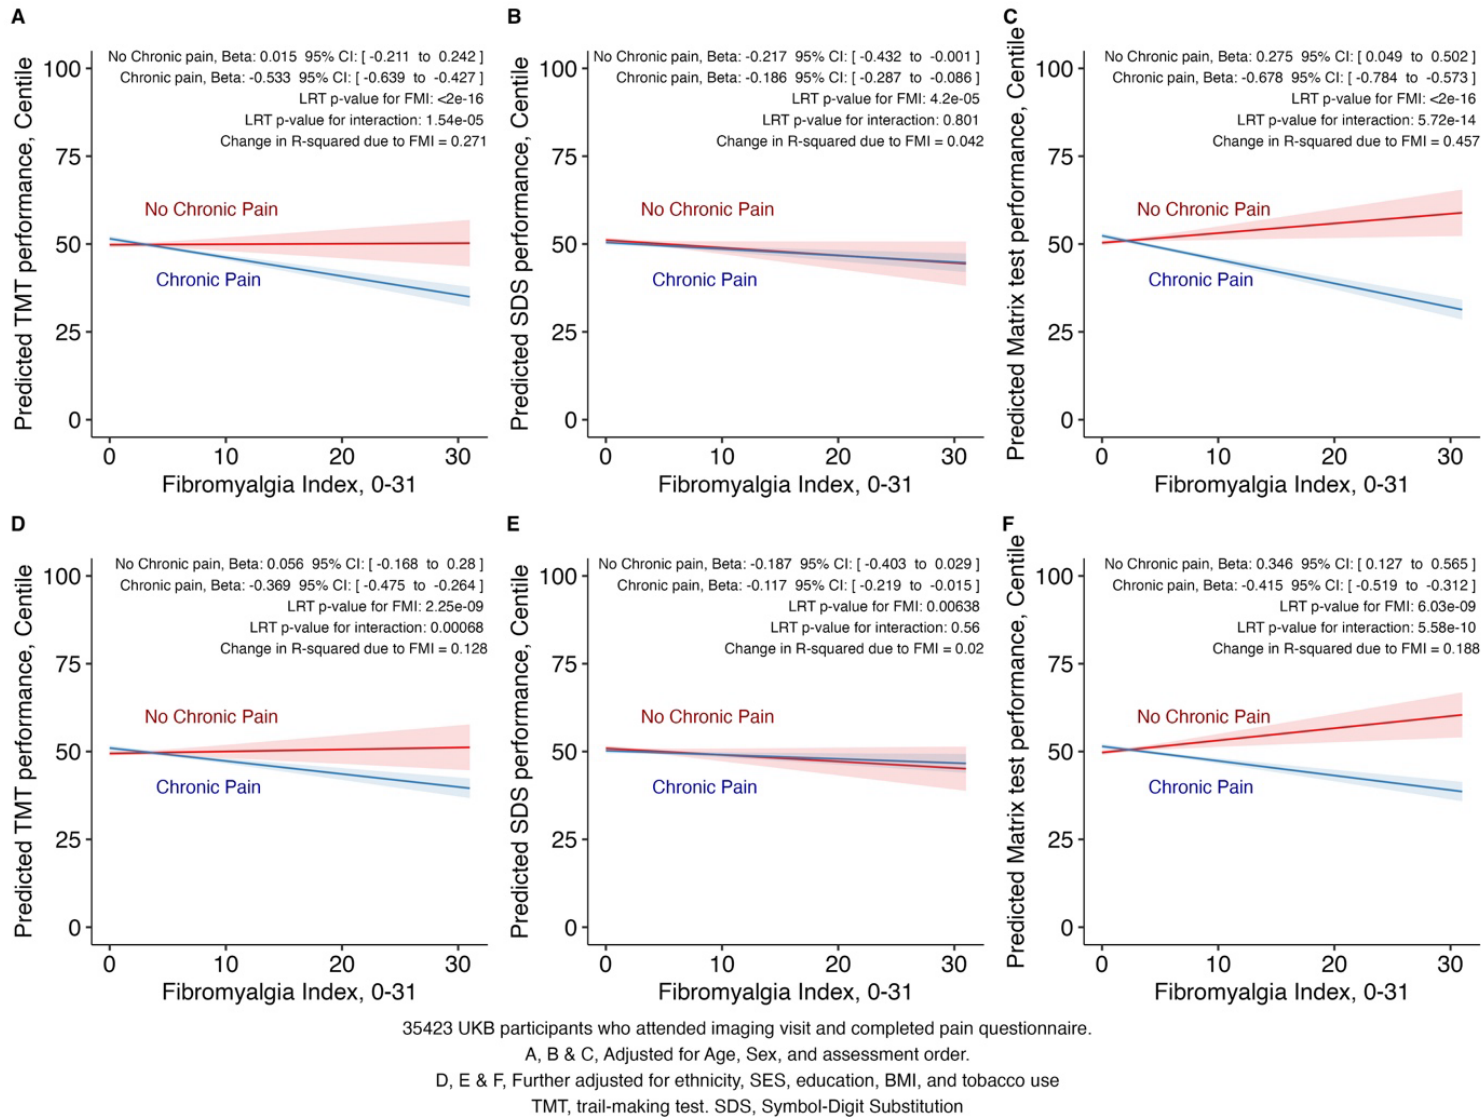 A
No Chronic pain, Beta: 0.015 95% CI: [ -0.211 to 0.242 ]
Chronic pain, Beta: -0.533 95% CI: [ -0.639 to -0.427 ]
LRT p-value for FMI: <2e-16
LRT p-value for interaction: 1.54e-05
Change in R-squared due to FMI = 0.271
Predicted TMT performance, Centile
100
75
50
25
0
No Chronic Pain
Chronic Pain
0 10 20 30
Fibromyalgia Index, 0-31
B
No Chronic pain, Beta: -0.217 95% CI: [ -0.432 to -0.001 ]
Chronic pain, Beta: -0.186 95% CI: [ -0.287 to -0.086 ]
LRT p-value for FMI: 4.2e-05
LRT p-value for interaction: 0.801
Change in R-squared due to FMI = 0.042
Predicted SDS performance, Centile
100
75
50
25
0
No Chronic Pain
Chronic Pain
0 10 20 30
Fibromyalgia Index, 0-31
C
No Chronic pain, Beta: 0.275 95% CI: [ 0.049 to 0.502 ]
Chronic pain, Beta: -0.678 95% CI: [ -0.784 to -0.573 ]
LRT p-value for FMI: <2e-16
LRT p-value for interaction: 5.72e-14
Change in R-squared due to FMI = 0.457
Predicted Matrix test performance, Centile
100
75
50
25
0
No Chronic Pain
Chronic Pain
0 10 20 30
Fibromyalgia Index, 0-31
D
No Chronic pain, Beta: 0.056 95% CI: [ -0.168 to 0.28 ]
Chronic pain, Beta: -0.369 95% CI: [ -0.475 to -0.264 ]
LRT p-value for FMI: 2.25e-09
LRT p-value for interaction: 0.00068
Change in R-squared due to FMI = 0.128
Predicted TMT performance, Centile
100
75
50
25
0
No Chronic Pain
Chronic Pain
0 10 20 30
Fibromyalgia Index, 0-31
E
No Chronic pain, Beta: -0.187 95% CI: [ -0.403 to 0.029 ]
Chronic pain, Beta: -0.117 95% CI: [ -0.219 to -0.015 ]
LRT p-value for FMI: 0.00638
LRT p-value for interaction: 0.56
Change in R-squared due to FMI = 0.02
Predicted SDS performance, Centile
100
75
50
25
0
No Chronic Pain
Chronic Pain
0 10 20 30
Fibromyalgia Index, 0-31
F
No Chronic pain, Beta: 0.346 95% CI: [ 0.127 to 0.565 ]
Chronic pain, Beta: -0.415 95% CI: [ -0.519 to -0.312 ]
LRT p-value for FMI: 6.03e-09
LRT p-value for interaction: 5.58e-10
Change in R-squared due to FMI = 0.188
Predicted Matrix test performance, Centile
100
75
50
25
0
No Chronic Pain
Chronic Pain
0 10 20 30
Fibromyalgia Index, 0-31
35423 UKB participants who attended imaging visit and completed pain questionnaire.
A, B & C, Adjusted for Age, Sex, and assessment order.
D, E & F, Further adjusted for ethnicity, SES, education, BMI, and tobacco use
TMT, trail-making test. SDS, Symbol-Digit Substitution